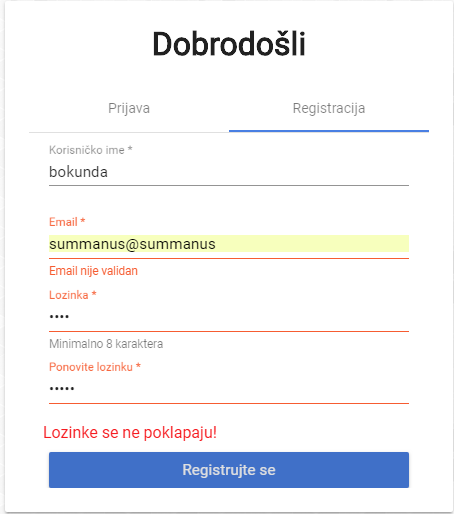 Dobrodošli
Prijava Registracija
Korisničko ime *
bokunda
Email *
summanus@summanus
Email nije validan
Lozinka *
••••
Minimalno 8 karaktera
Ponovite lozinku *
•••••
Lozinke se ne poklapaju!
Registrujte se